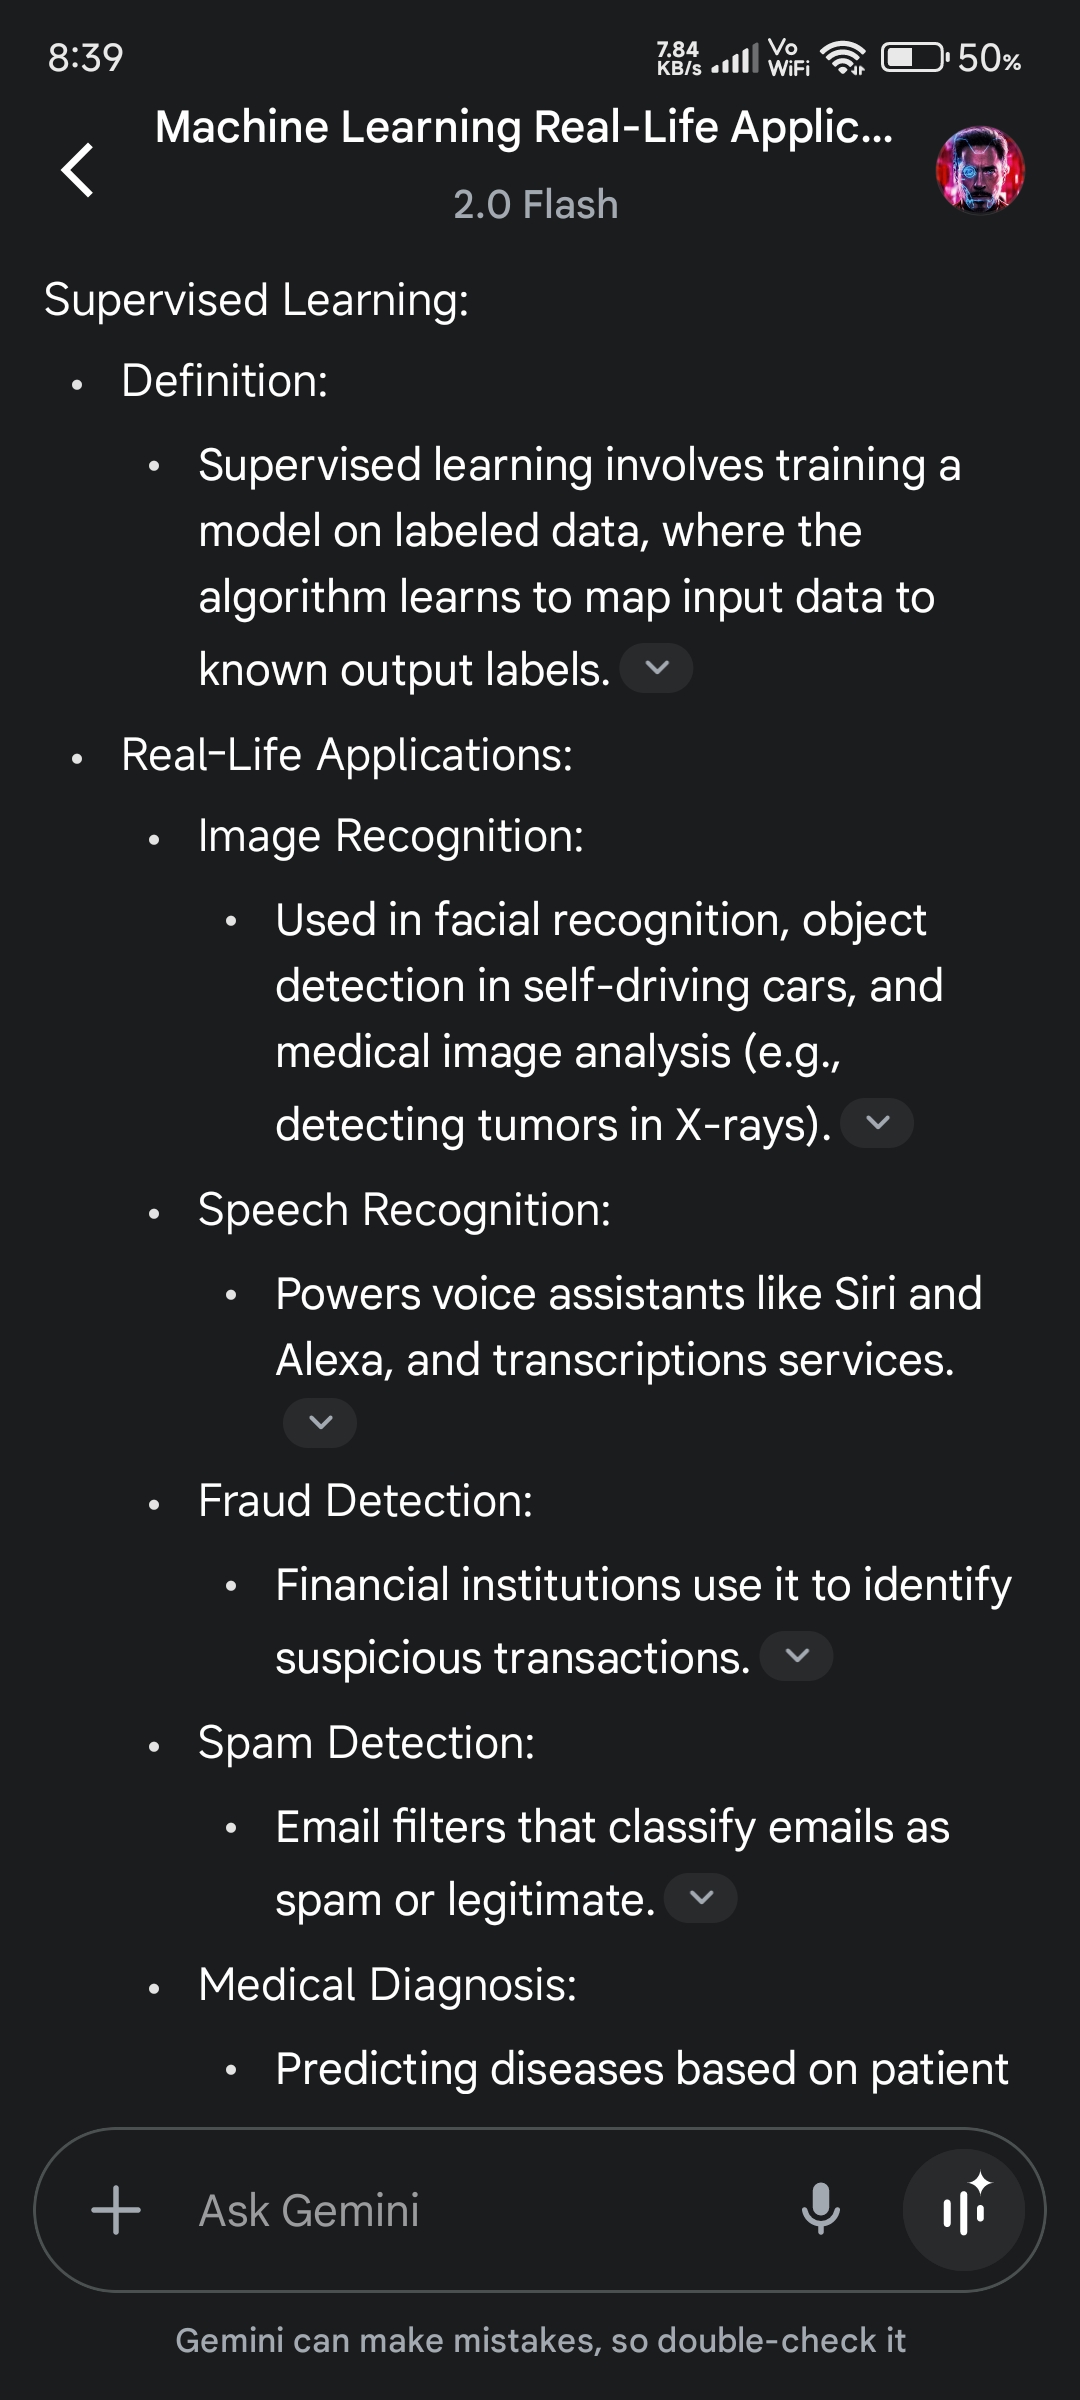 8:39
7.84
KB/s
Vo
WiFi
50%
Machine Learning Real-Life Applic...
2.0 Flash
Supervised Learning:
• Definition:
• Supervised learning involves training a
model on labeled data, where the
algorithm learns to map input data to
known output labels.
• Real-Life Applications:
• Image Recognition:
• Used in facial recognition, object
detection in self-driving cars, and
medical image analysis (e.g.,
detecting tumors in X-rays).
• Speech Recognition:
• Powers voice assistants like Siri and
Alexa, and transcriptions services.
• Fraud Detection:
• Financial institutions use it to identify
suspicious transactions.
• Spam Detection:
• Email filters that classify emails as
spam or legitimate.
• Medical Diagnosis:
• Predicting diseases based on patient
Ask Gemini
Gemini can make mistakes, so double-check it